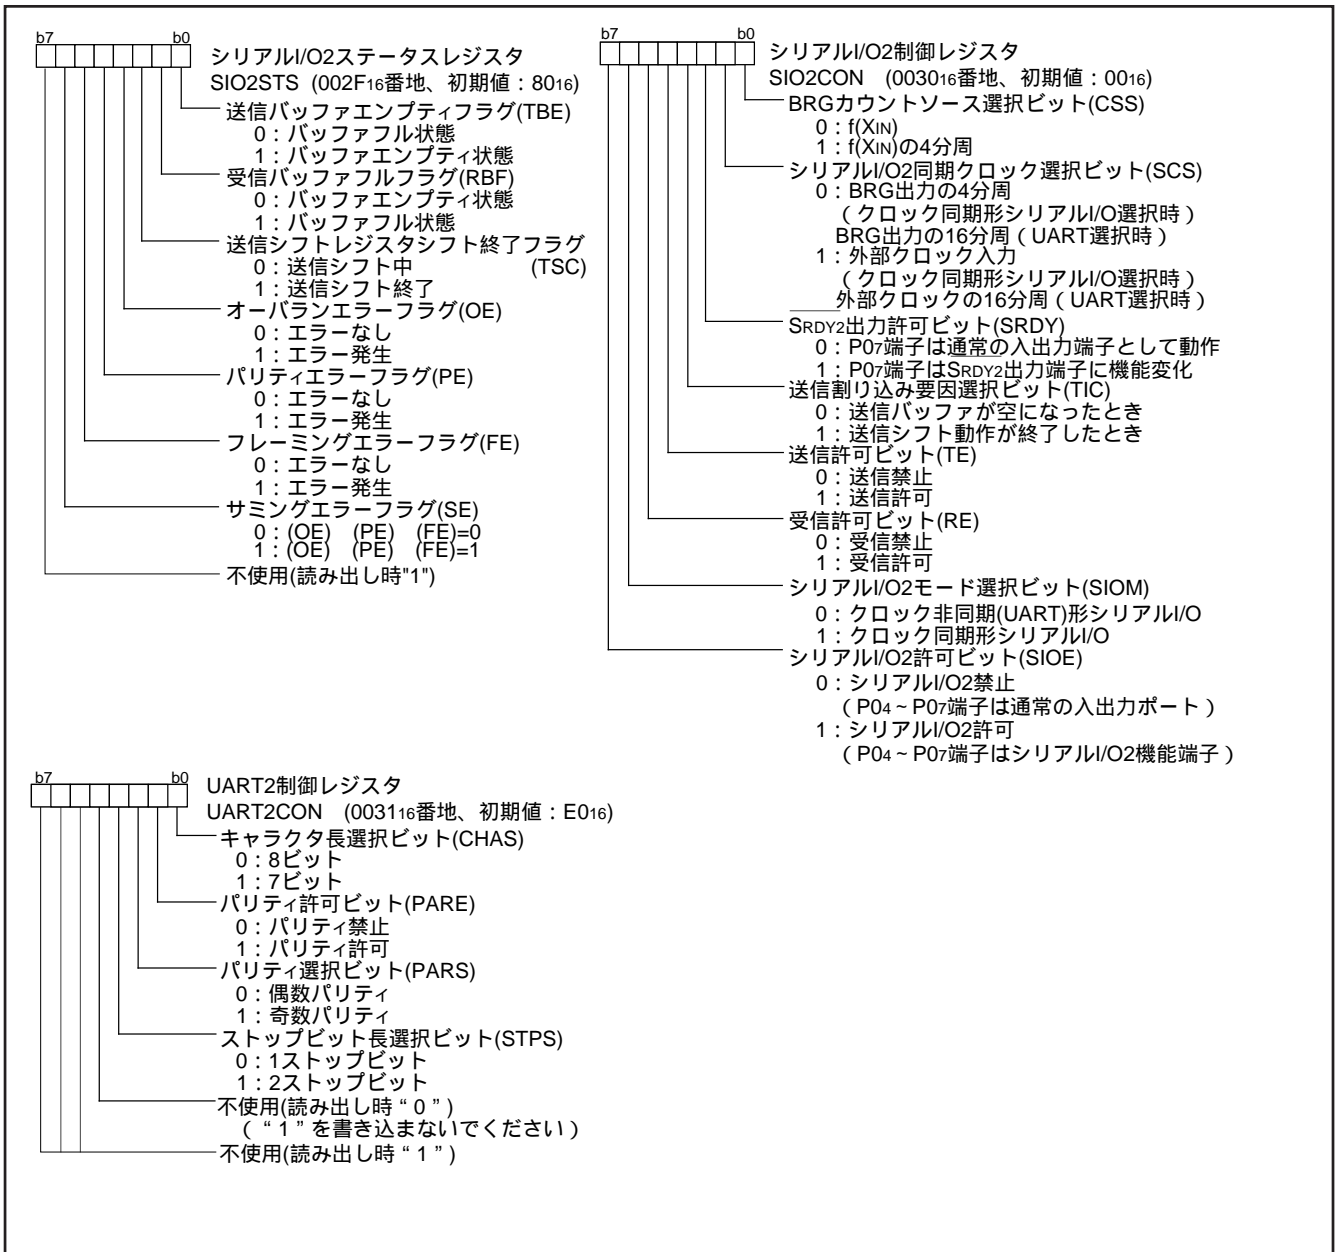 b7 b0
シリアルI/O2ステータスレジスタ
SIO2STS (002F16番地、初期値：8016)
送信バッファエンプティフラグ(TBE)
0：バッファフル状態
1：バッファエンプティ状態
受信バッファフルフラグ(RBF)
0：バッファエンプティ状態
1：バッファフル状態
送信シフトレジスタシフト終了フラグ
0：送信シフト中 (TSC)
1：送信シフト終了
オーバランエラーフラグ(OE)
0：エラーなし
1：エラー発生
パリティエラーフラグ(PE)
0：エラーなし
1：エラー発生
フレーミングエラーフラグ(FE)
0：エラーなし
1：エラー発生
サミングエラーフラグ(SE)
0：(OE) (PE) (FE)=0
1：(OE) (PE) (FE)=1
不使用(読み出し時"1")
b7 b0
シリアルI/O2制御レジスタ
SIO2CON (003016番地、初期値：0016)
BRGカウントソース選択ビット(CSS)
0：f(XIN)
1：f(XIN)の4分周
シリアルI/O2同期クロック選択ビット(SCS)
0：BRG出力の4分周
（クロック同期形シリアルI/O選択時）
BRG出力の16分周（UART選択時）
1：外部クロック入力
（クロック同期形シリアルI/O選択時）
外部クロックの16分周（UART選択時）
SRDY2出力許可ビット(SRDY)
0：P07端子は通常の入出力端子として動作
1：P07端子はSRDY2出力端子に機能変化
送信割り込み要因選択ビット(TIC)
0：送信バッファが空になったとき
1：送信シフト動作が終了したとき
送信許可ビット(TE)
0：送信禁止
1：送信許可
受信許可ビット(RE)
0：受信禁止
1：受信許可
シリアルI/O2モード選択ビット(SIOM)
0：クロック非同期(UART)形シリアルI/O
1：クロック同期形シリアルI/O
シリアルI/O2許可ビット(SIOE)
0：シリアルI/O2禁止
（P04～P07端子は通常の入出力ポート）
1：シリアルI/O2許可
（P04～P07端子はシリアルI/O2機能端子）
b7 b0
UART2制御レジスタ
UART2CON (003116番地、初期値：E016)
キャラクタ長選択ビット(CHAS)
0：8ビット
1：7ビット
パリティ許可ビット(PARE)
0：パリティ禁止
1：パリティ許可
パリティ選択ビット(PARS)
0：偶数パリティ
1：奇数パリティ
ストップビット長選択ビット(STPS)
0：1ストップビット
1：2ストップビット
不使用(読み出し時“0”)
（“1”を書き込まないでください）
不使用(読み出し時“1”)